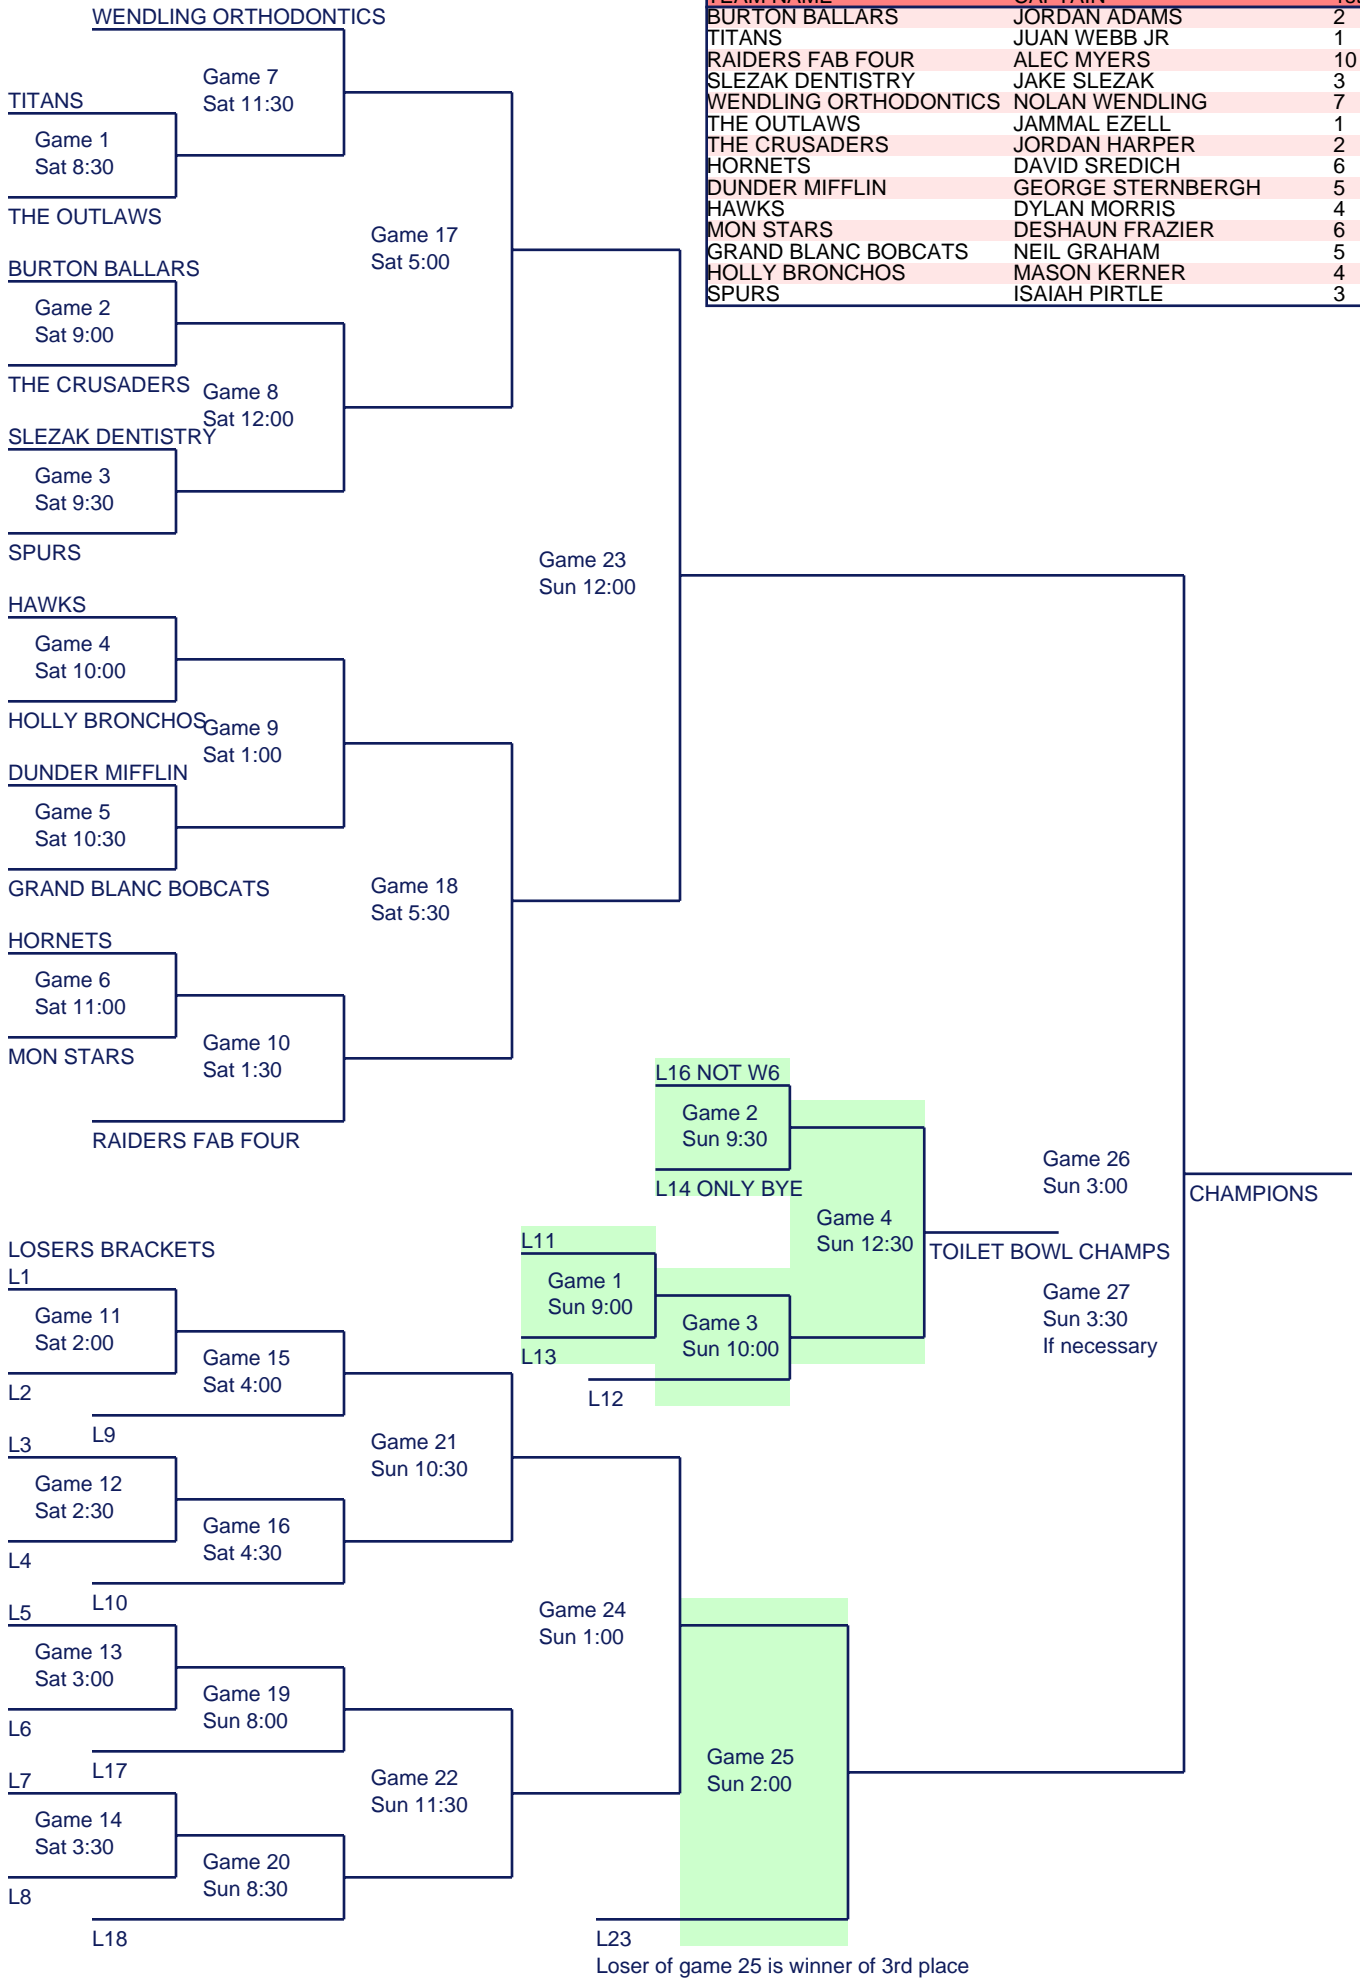 WENDLING ORTHODONTICS
Game 7
Sat 11:30
TITANS
Game 1
Sat 8:30
THE OUTLAWS
Game 17
Sat 5:00
BURTON BALLARS
Game 2
Sat 9:00
THE CRUSADERS
Game 8
Sat 12:00
SLEZAK DENTISTRY
Game 3
Sat 9:30
SPURS
Game 23
Sun 12:00
HAWKS
Game 4
Sat 10:00
HOLLY BRONCHOS
Game 9
Sat 1:00
DUNDER MIFFLIN
Game 5
Sat 10:30
GRAND BLANC BOBCATS
Game 18
Sat 5:30
HORNETS
Game 6
Sat 11:00
MON STARS
Game 10
Sat 1:30
RAIDERS FAB FOUR
TEAM NAME CAPTAIN
BURTON BALLARS JORDAN ADAMS 2
TITANS JUAN WEBB JR 1
RAIDERS FAB FOUR ALEC MYERS 10
SLEZAK DENTISTRY JAKE SLEZAK 3
WENDLING ORTHODONTICS NOLAN WENDLING 7
THE OUTLAWS JAMMAL EZELL 1
THE CRUSADERS JORDAN HARPER 2
HORNETS DAVID SREDICH 6
DUNDER MIFFLIN GEORGE STERNBERGH 5
HAWKS DYLAN MORRIS 4
MON STARS DESHAUN FRAZIER 6
GRAND BLANC BOBCATS NEIL GRAHAM 5
HOLLY BRONCHOS MASON KERNER 4
SPURS ISAIAH PIRTLE 3
L16 NOT W6
Game 2
Sun 9:30
L14 ONLY BYE
L11
Game 1
Sun 9:00
L13
Game 3
Sun 10:00
L12
Game 4
Sun 12:30
TOILET BOWL CHAMPS
Game 26
Sun 3:00
CHAMPIONS
Game 27
Sun 3:30
If necessary
LOSERS BRACKETS
L1
Game 11
Sat 2:00
L2
Game 15
Sat 4:00
L9
L3
Game 12
Sat 2:30
L4
Game 16
Sat 4:30
L10
Game 21
Sun 10:30
L5
Game 13
Sat 3:00
L6
Game 19
Sun 8:00
L17
L7
Game 14
Sat 3:30
L8
Game 20
Sun 8:30
L18
Game 22
Sun 11:30
Game 24
Sun 1:00
Game 25
Sun 2:00
L23
Loser of game 25 is winner of 3rd place